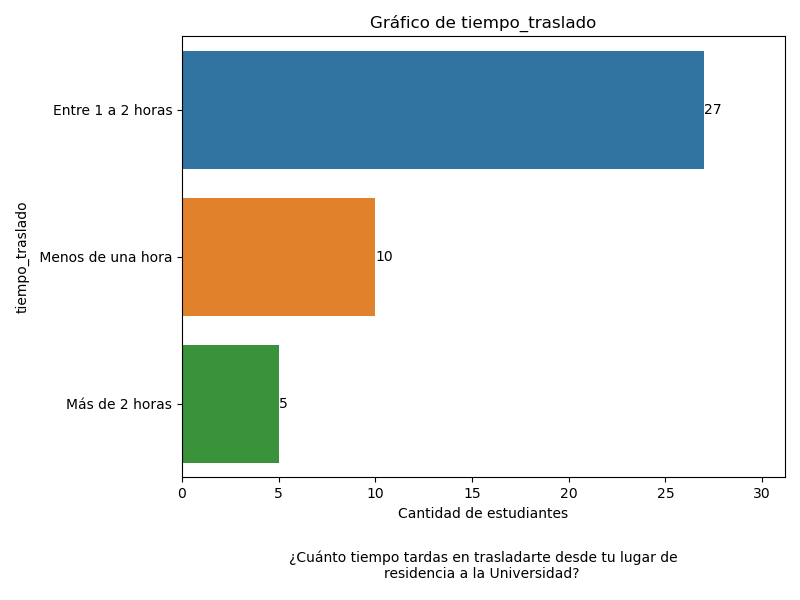 Gráfico de tiempo_traslado
tiempo_traslado
Entre 1 a 2 horas
27
Menos de una hora
10
Más de 2 horas
5
0 5 10 15 20 25 30
Cantidad de estudiantes
¿Cuánto tiempo tardas en trasladarte desde tu lugar de
residencia a la Universidad?